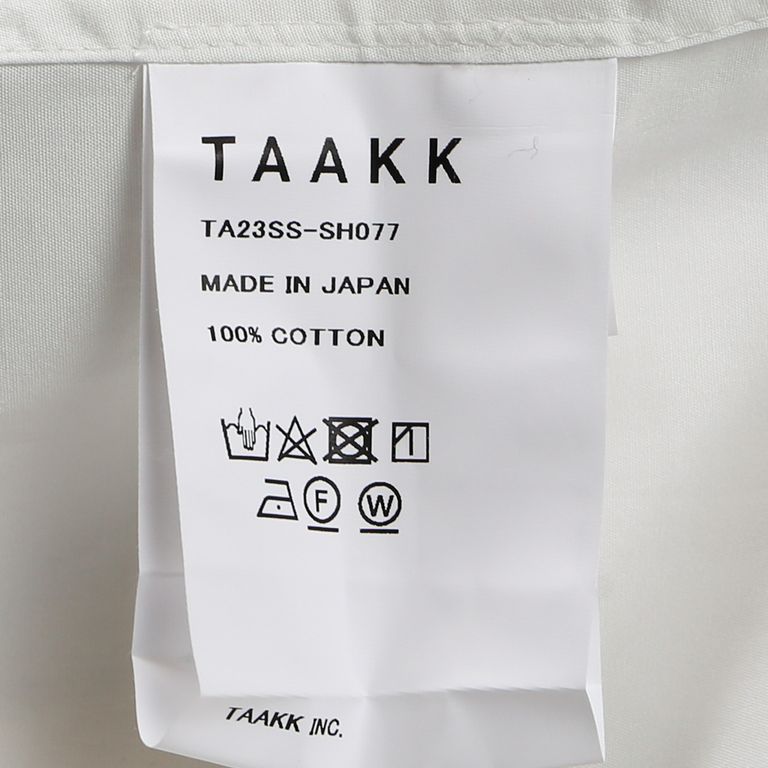 TAAKK
TA23SS-SH077
MADE IN JAPAN
100% COTTON
F W
TAAKK INC.